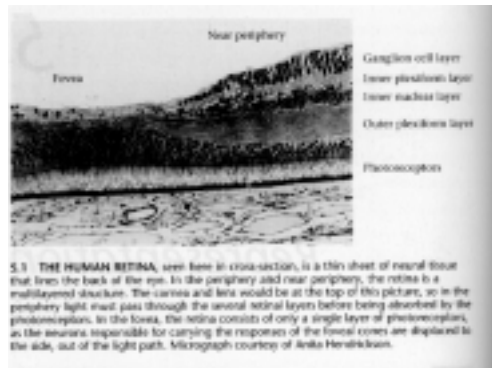 Near periphery
Fovea
Ganglion cell layer
Inner plexiform layer
Inner nuclear layer
Outer plexiform layer
Photoreceptors
5.1 THE HUMAN RETINA, seen here in cross-section, is a thin sheet of neural tissue
that lines the back of the eye. In the periphery and near periphery, the retina is a
multilayered structure. The cornea and lens would be at the top of this picture, so in the
periphery light must pass through the several retinal layers before being absorbed by the
photoreceptors. In the fovea, the retina consists of only a single layer of photoreceptors,
as the neurons responsible for carrying the responses of the foveal cones are displaced to
the side, out of the light path. Micrograph courtesy of Anita Hendrickson.